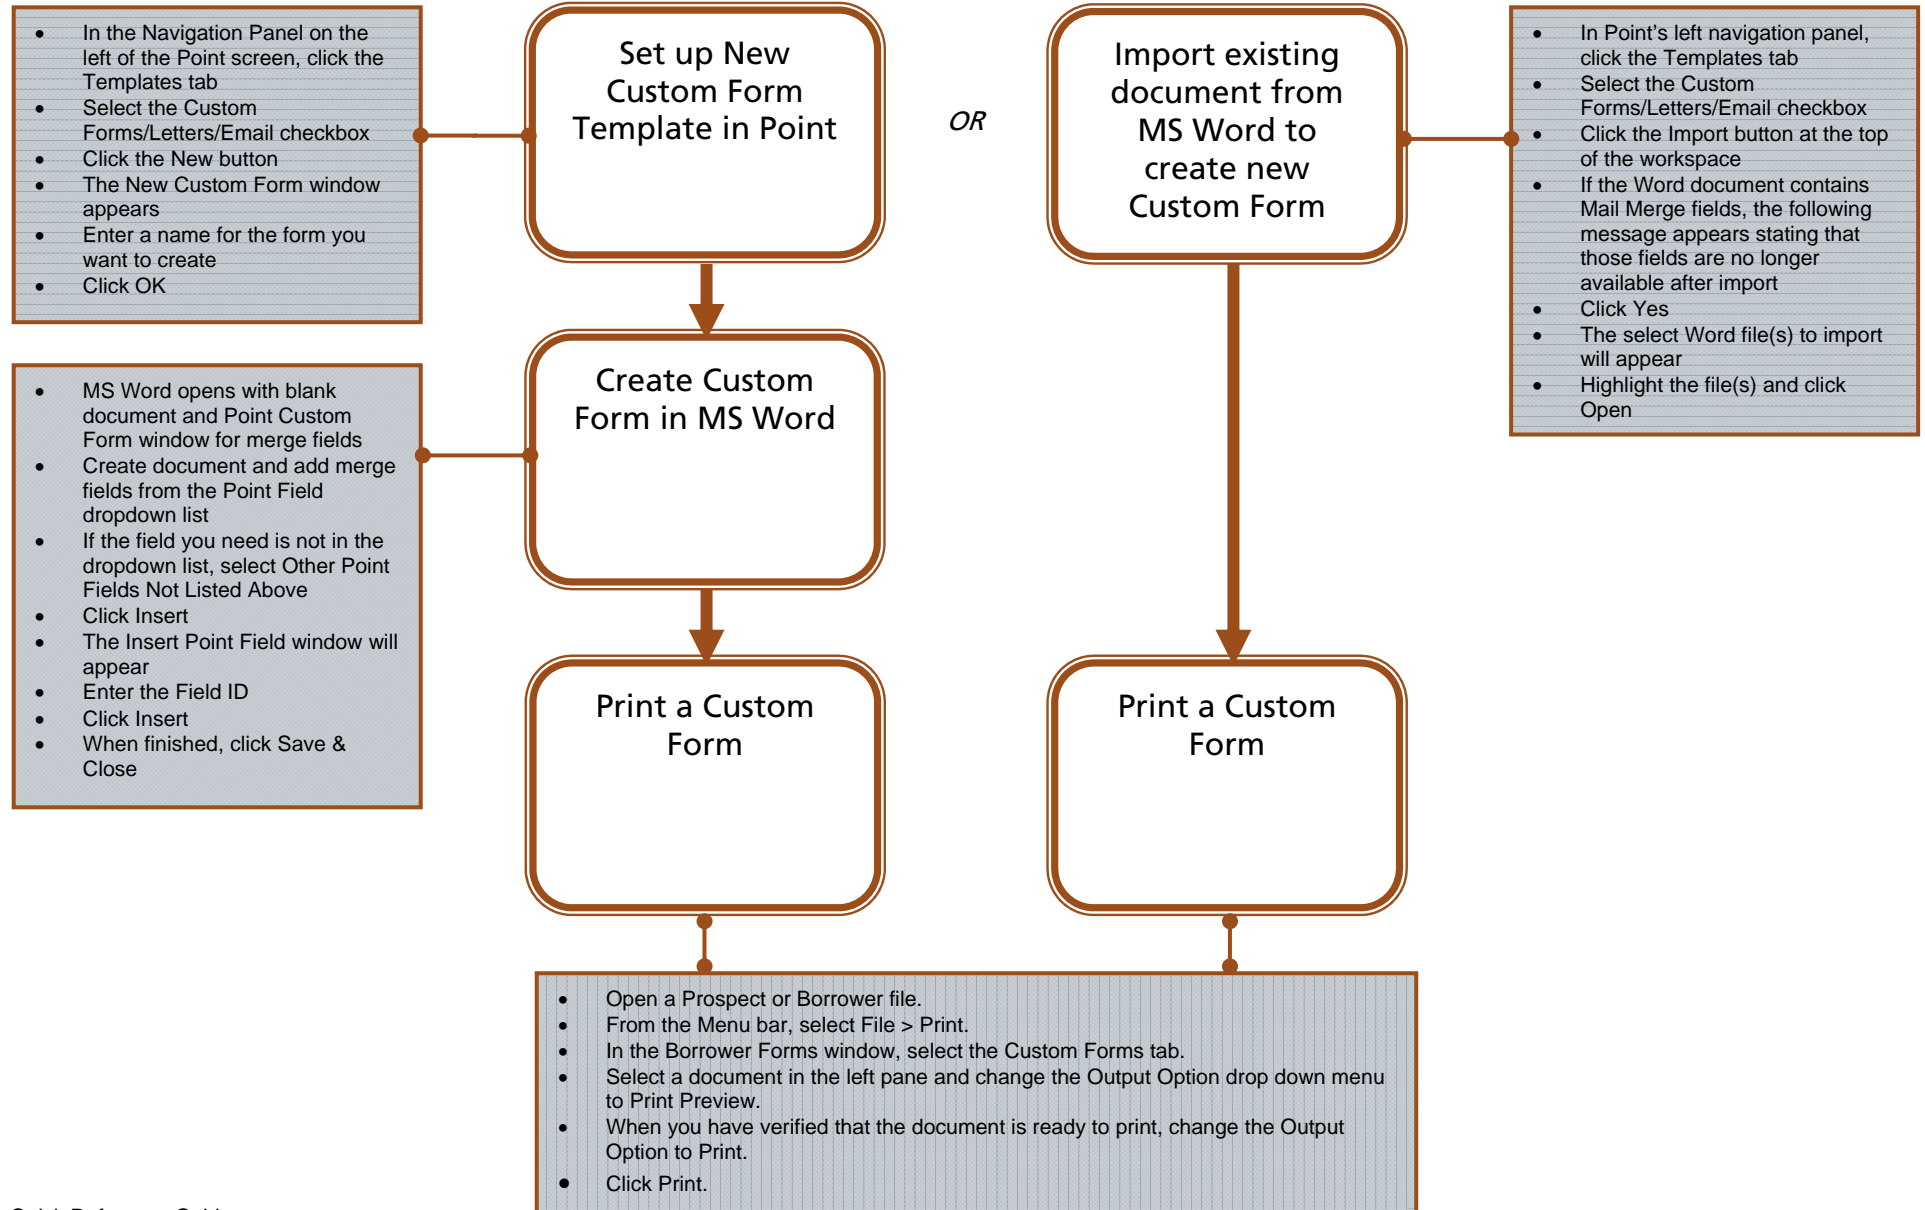 In the Navigation Panel on the
left of the Point screen, click the
Templates tab
Select the Custom
Forms/Letters/Email checkbox
Click the New button
The New Custom Form window
appears
Enter a name for the form you
want to create
Click OK
Set up New
Custom Form
Template in Point
OR
Import existing
document from
MS Word to
create new
Custom Form
In Point's left navigation panel,
click the Templates tab
Select the Custom
Forms/Letters/Email checkbox
Click the Import button at the top
of the workspace
If the Word document contains
Mail Merge fields, the following
message appears stating that
those fields are no longer
available after import
Click Yes
The select Word file(s) to import
will appear
Highlight the file(s) and click
Open
MS Word opens with blank
document and Point Custom
Form window for merge fields
Create document and add merge
fields from the Point Field
dropdown list
If the field you need is not in the
dropdown list, select Other Point
Fields Not Listed Above
Click Insert
The Insert Point Field window will
appear
Enter the Field ID
Click Insert
When finished, click Save &
Close
Create Custom
Form in MS Word
Print a Custom
Form
Print a Custom
Form
Open a Prospect or Borrower file.
From the Menu bar, select File > Print.
In the Borrower Forms window, select the Custom Forms tab.
Select a document in the left pane and change the Output Option drop down menu
to Print Preview.
When you have verified that the document is ready to print, change the Output
Option to Print.
Click Print.